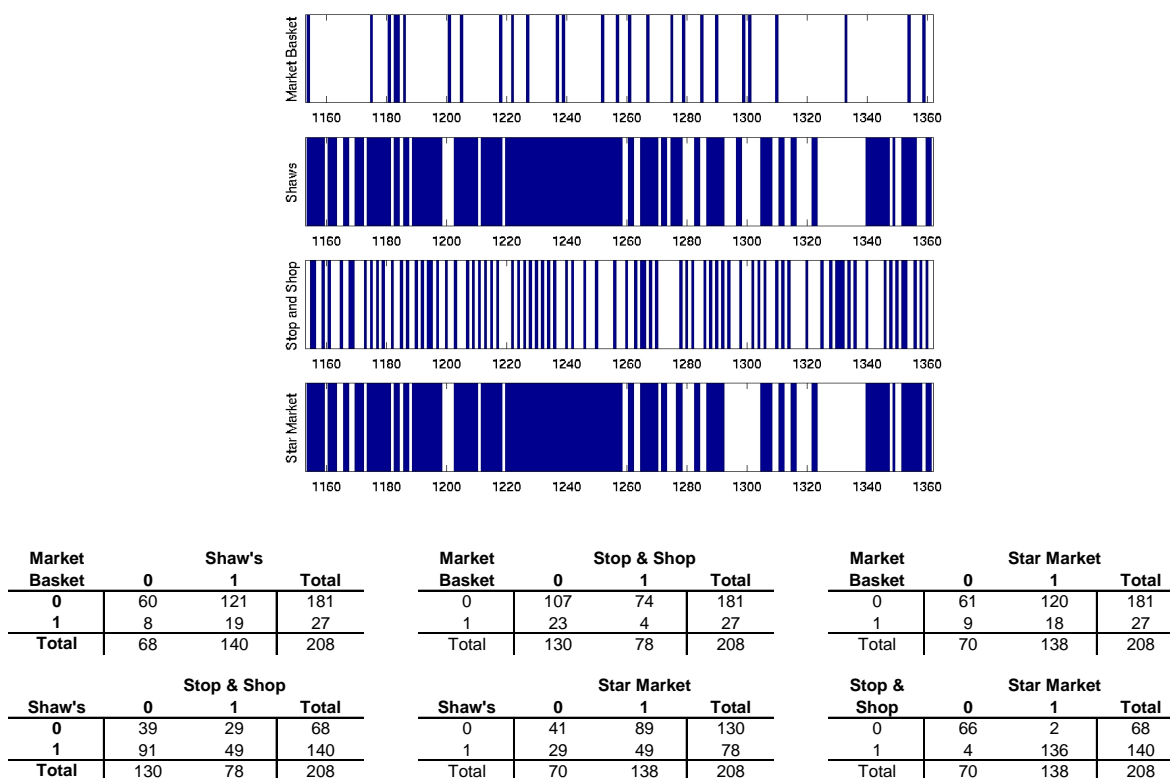 Market Basket
1160 1180 1200 1220 1240 1260 1280 1300 1320 1340 1360
Shaws
1160 1180 1200 1220 1240 1260 1280 1300 1320 1340 1360
Stop and Shop
1160 1180 1200 1220 1240 1260 1280 1300 1320 1340 1360
Star Market
1160 1180 1200 1220 1240 1260 1280 1300 1320 1340 1360
Market Shaw's
Basket 0 1 Total
0 60 121 181
1 8 19 27
Total 68 140 208
Market Stop & Shop
Basket 0 1 Total
0 107 74 181
1 23 4 27
Total 130 78 208
Market Star Market
Basket 0 1 Total
0 61 120 181
1 9 18 27
Total 70 138 208
Stop & Shop
Shaw's 0 1 Total
0 39 29 68
1 91 49 140
Total 130 78 208
Star Market
Shaw's 0 1 Total
0 41 89 130
1 29 49 78
Total 70 138 208
Stop & Star Market
Shop 0 1 Total
0 66 2 68
1 4 136 140
Total 70 138 208